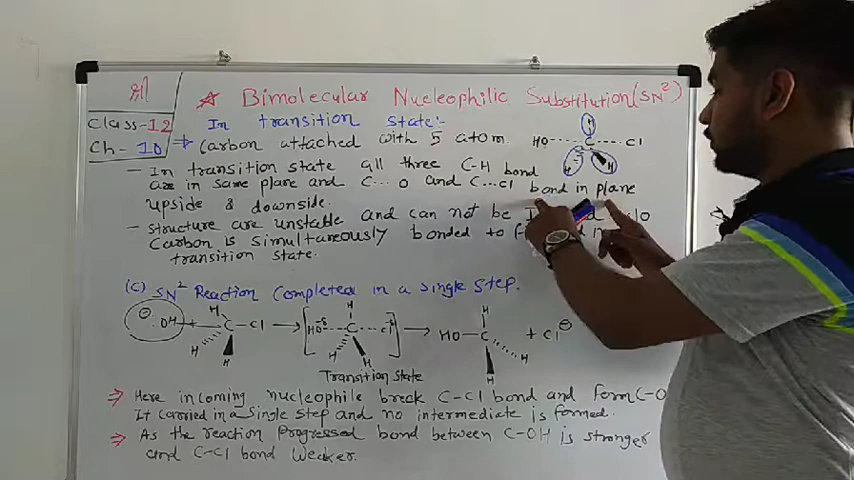 Class-12
Ch-10
Bimolecular Nucleophilic Substitution (SN²)
In transition state:-
⇒ Carbon attached with 5 atom.
H
HO C Cl
H H
- In transition state all three C-H bond
are in same plane and C...O and C...Cl bond in plane
upside & downside.
- structure are unstable and can not be
Carbon is simultaneously bonded to
transition state.
(C) SN² Reaction Completed in a single Step.
⊖OH + H C Cl → [HO C Cl] → HO-C + Cl⊖
H H H H H H H H
Transition State
⇒ Here incoming nucleophile break C-Cl bond and form C-O
It carried in a Single Step and no intermediate is formed.
⇒ As the reaction Progressed bond between C-OH is stronger
and C-Cl bond Weaker.